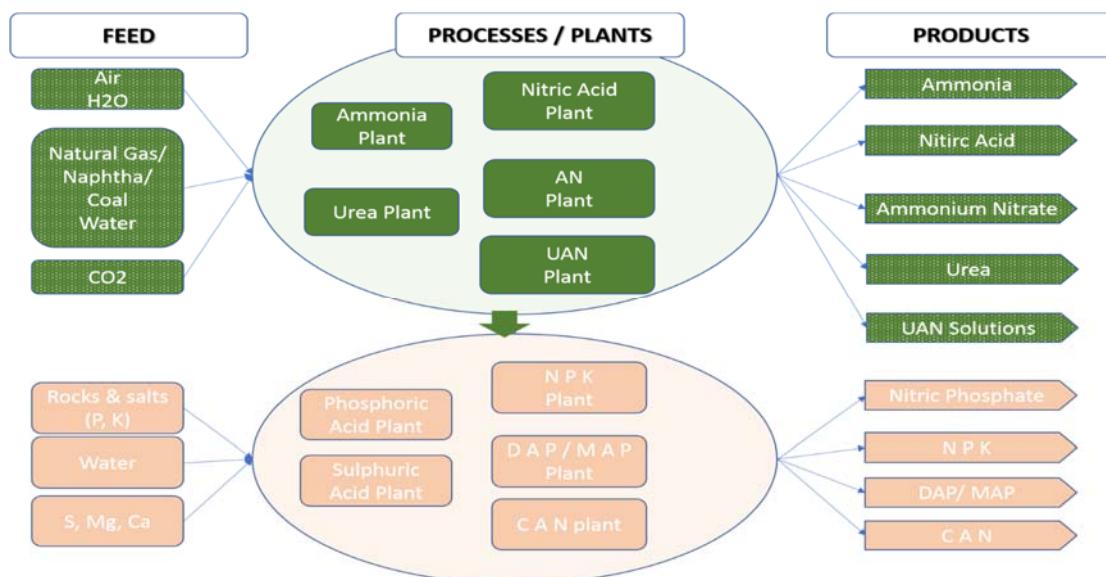 FEED
PROCESSES / PLANTS
PRODUCTS
Air
H2O
Natural Gas/
Naphtha/
Coal
Water
CO2
Ammonia
Plant
Nitric Acid
Plant
Urea Plant
AN
Plant
UAN
Plant
Ammonia
Nitirc Acid
Ammonium Nitrate
Urea
UAN Solutions
Rocks & salts
(P, K)
Water
S, Mg, Ca
Phosphoric
Acid Plant
N P K
Plant
Sulphuric
Acid Plant
D A P / M A P
Plant
C A N plant
Nitric Phosphate
N P K
DAP/ MAP
C A N